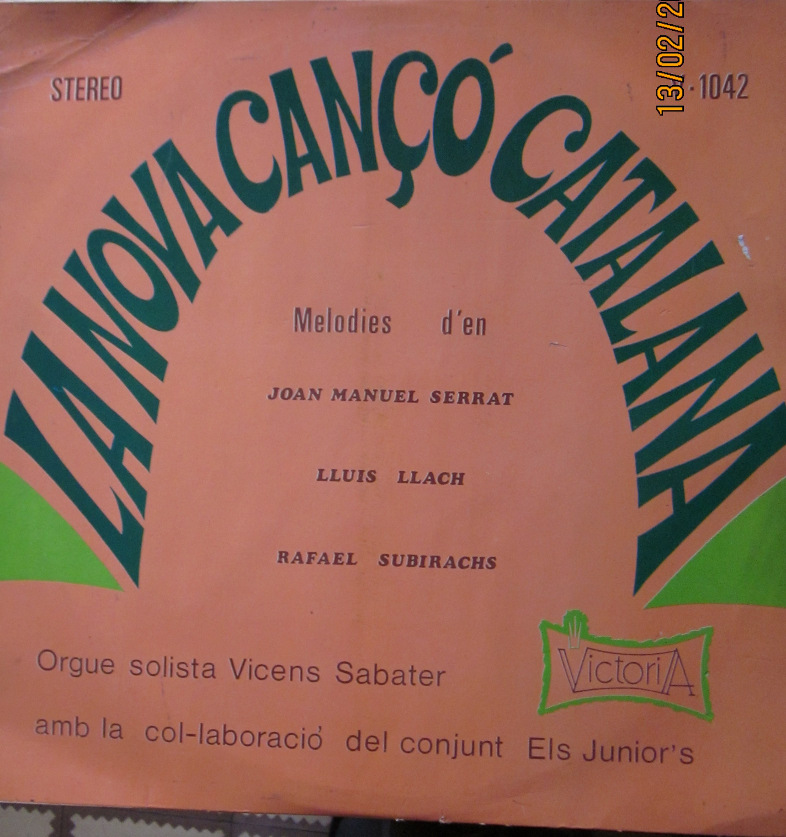 STEREO
13/02/2
·1042
LA NOVA CANÇÓ CATALANA
Melodies d'en
JOAN MANUEL SERRAT
LLUIS LLACH
RAFAEL SUBIRACHS
VictoriA
Orgue solista Vicens Sabater
amb la col-laboració del conjunt Els Junior's